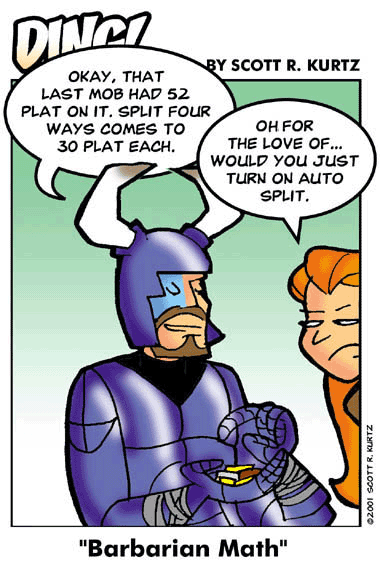 DING!
BY SCOTT R. KURTZ
OKAY, THAT
LAST MOB HAD 52
PLAT ON IT. SPLIT FOUR
WAYS COMES TO
30 PLAT EACH.
OH FOR
THE LOVE OF...
WOULD YOU JUST
TURN ON AUTO
SPLIT.
©2001 SCOTT R. KURTZ
"Barbarian Math"